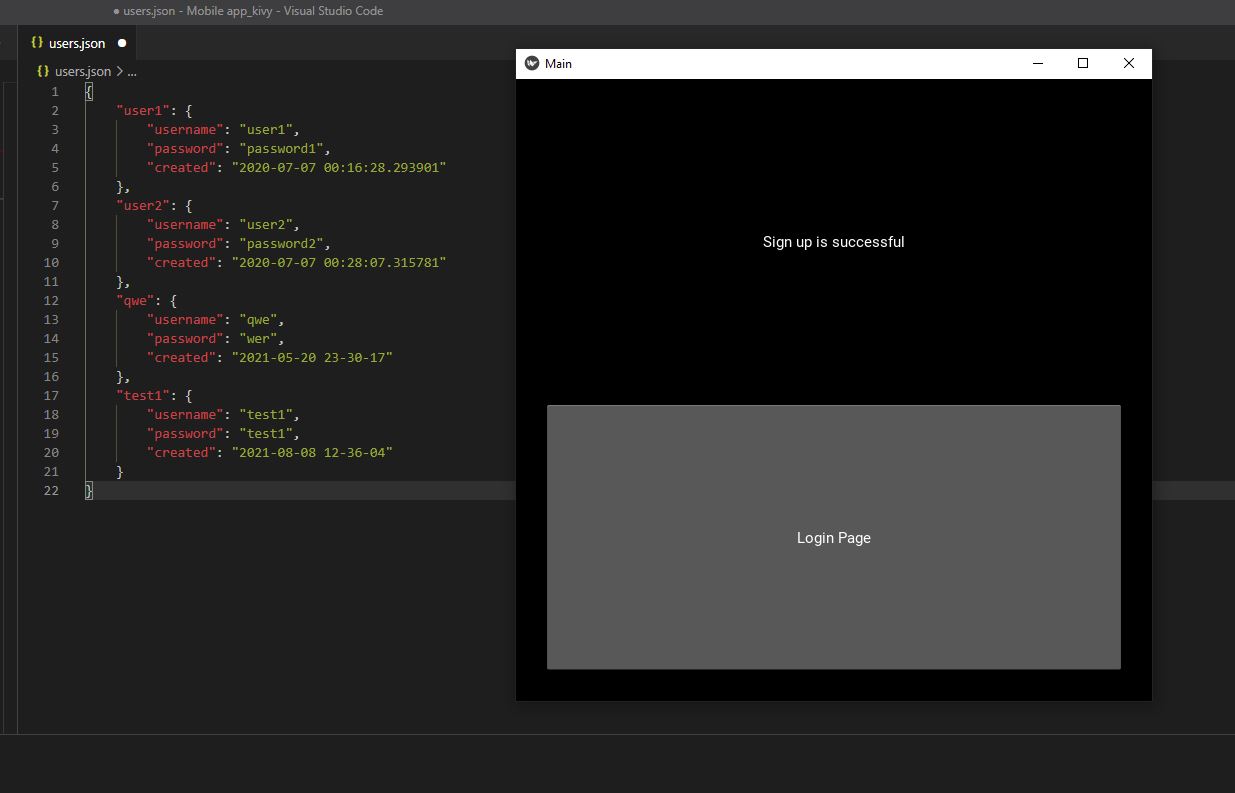 ● users.json - Mobile app_kivy - Visual Studio Code
{} users.json ●
{} users.json > ...
1 {
2     "user1": {
3         "username": "user1",
4         "password": "password1",
5         "created": "2020-07-07 00:16:28.293901"
6     },
7     "user2": {
8         "username": "user2",
9         "password": "password2",
10         "created": "2020-07-07 00:28:07.315781"
11     },
12     "qwe": {
13         "username": "qwe",
14         "password": "wer",
15         "created": "2021-05-20 23-30-17"
16     },
17     "test1": {
18         "username": "test1",
19         "password": "test1",
20         "created": "2021-08-08 12-36-04"
21     }
22 }
Main
Sign up is successful
Login Page